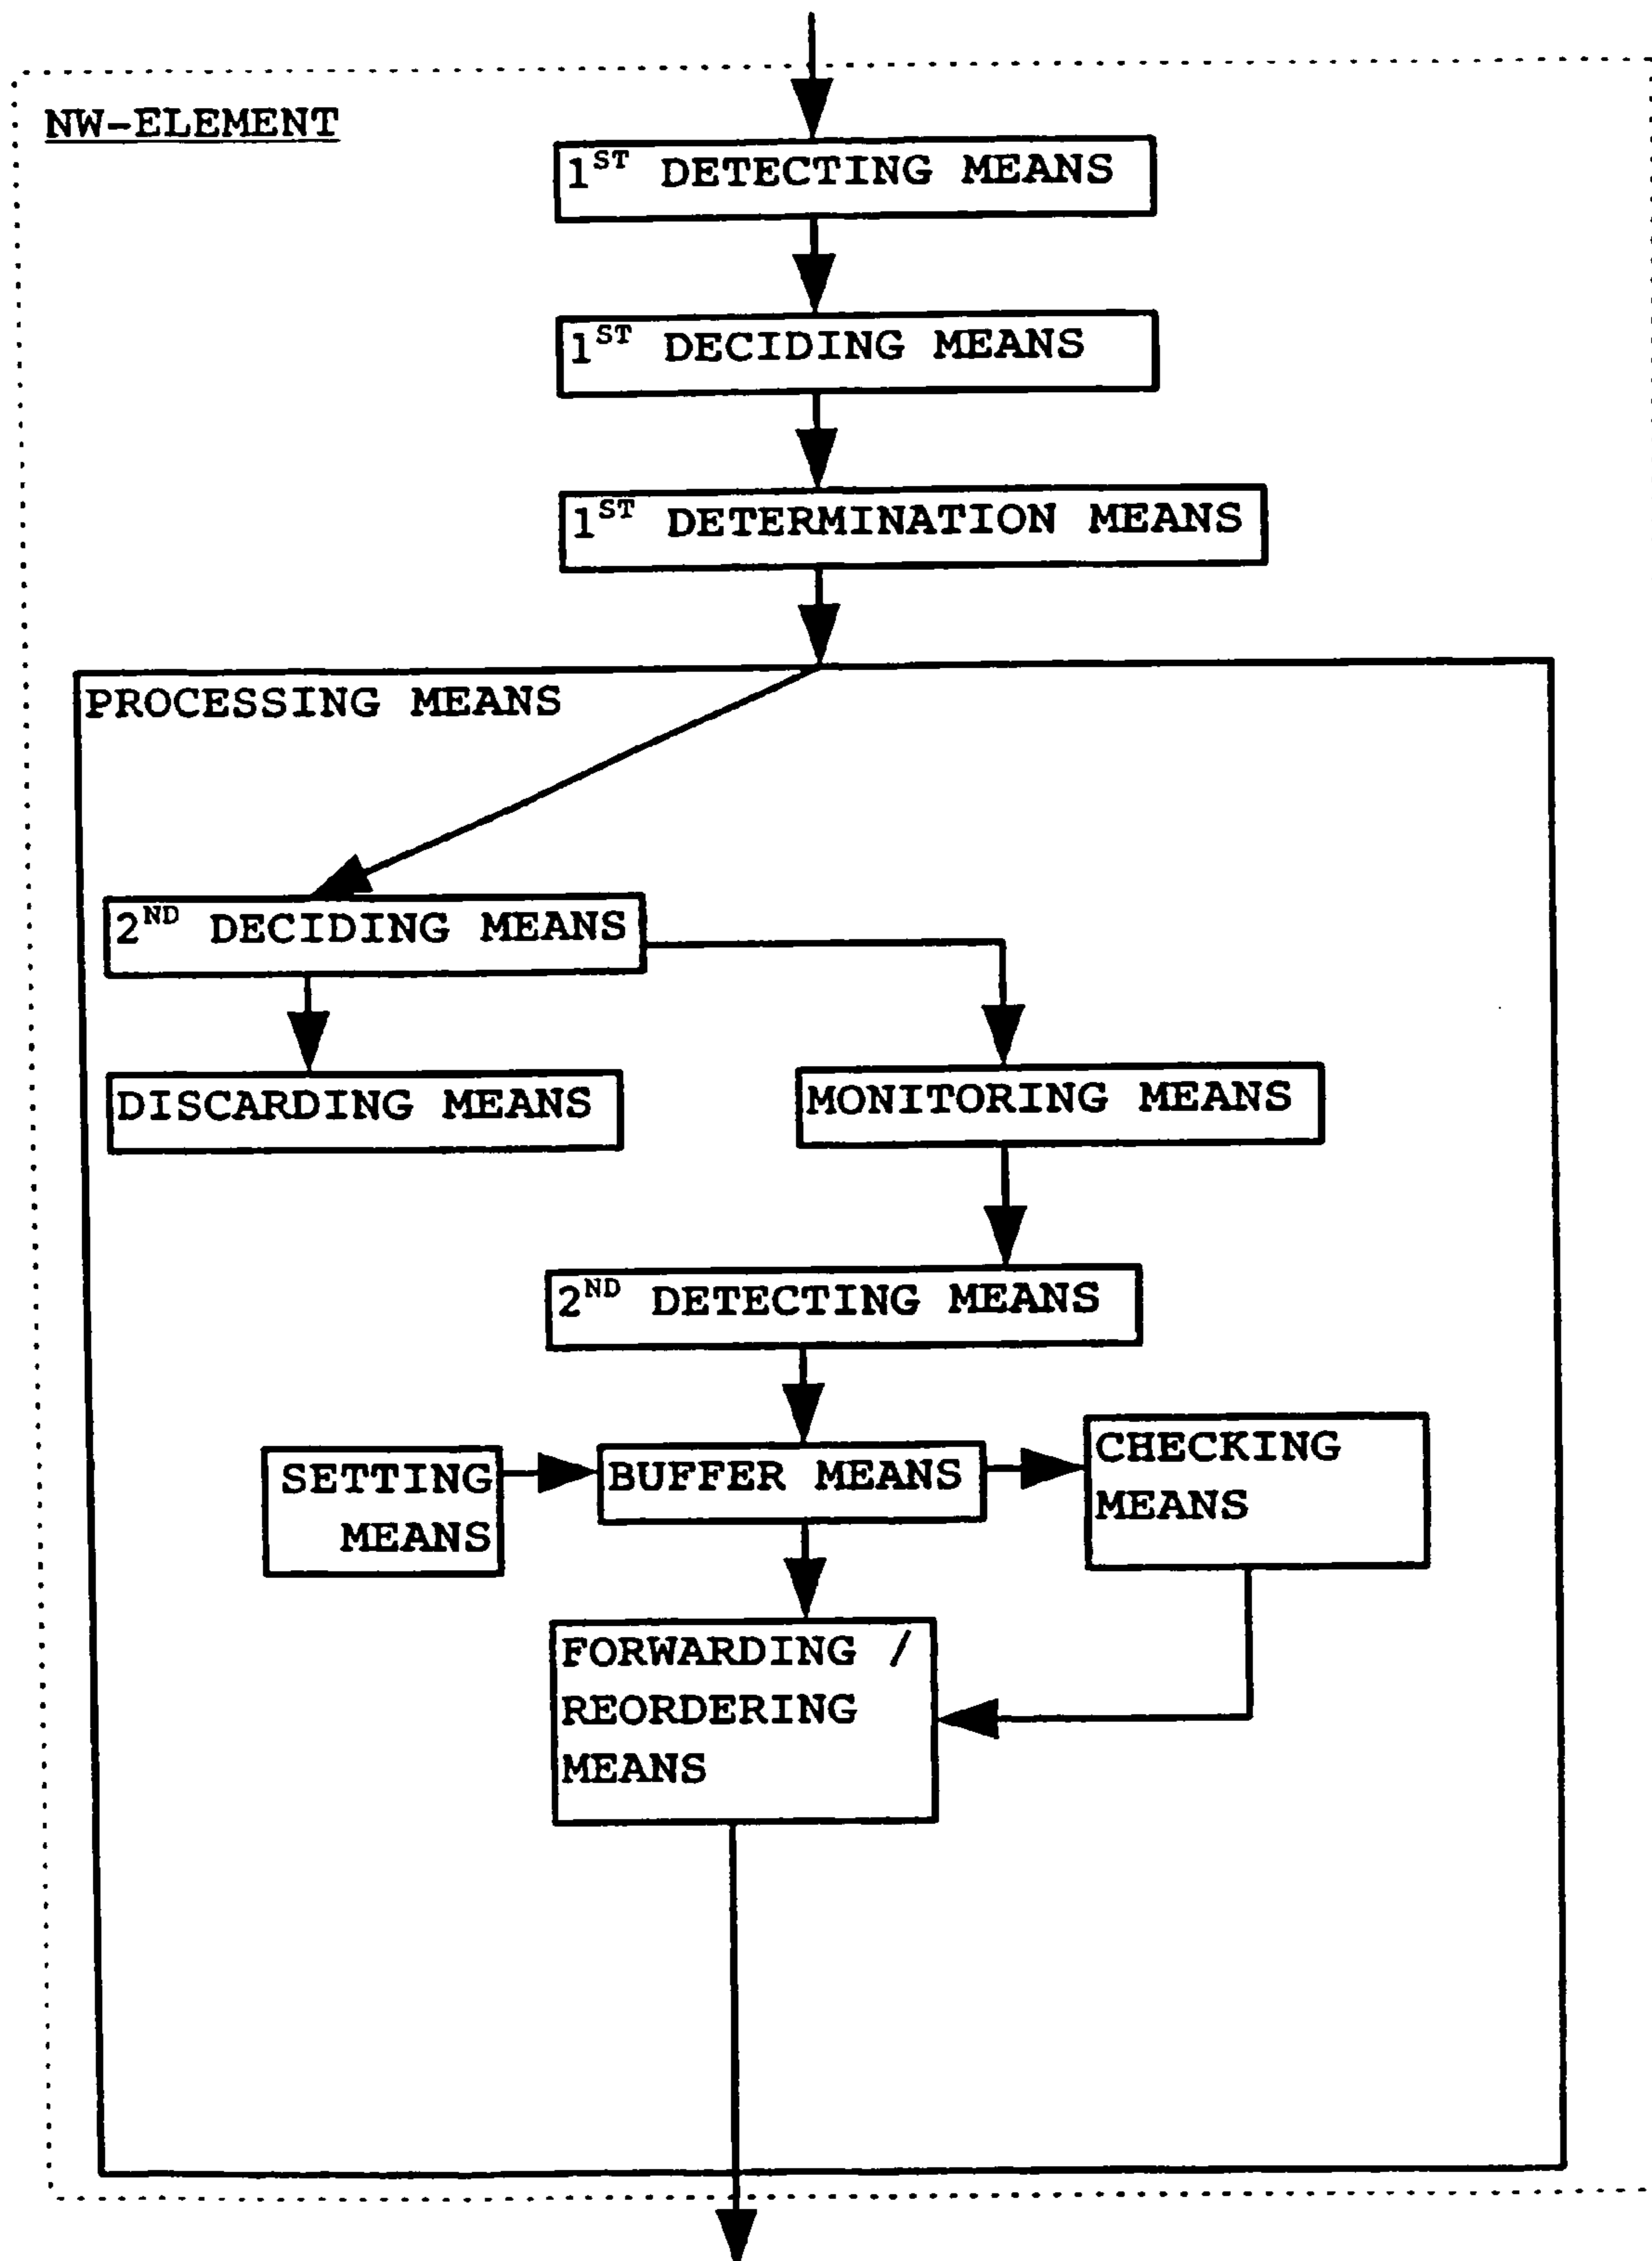 NW-ELEMENT
1ST DETECTING MEANS
1ST DECIDING MEANS
1ST DETERMINATION MEANS
PROCESSING MEANS
2ND DECIDING MEANS
DISCARDING MEANS
MONITORING MEANS
2ND DETECTING MEANS
SETTING
MEANS
BUFFER MEANS
CHECKING
MEANS
FORWARDING /
REORDERING
MEANS